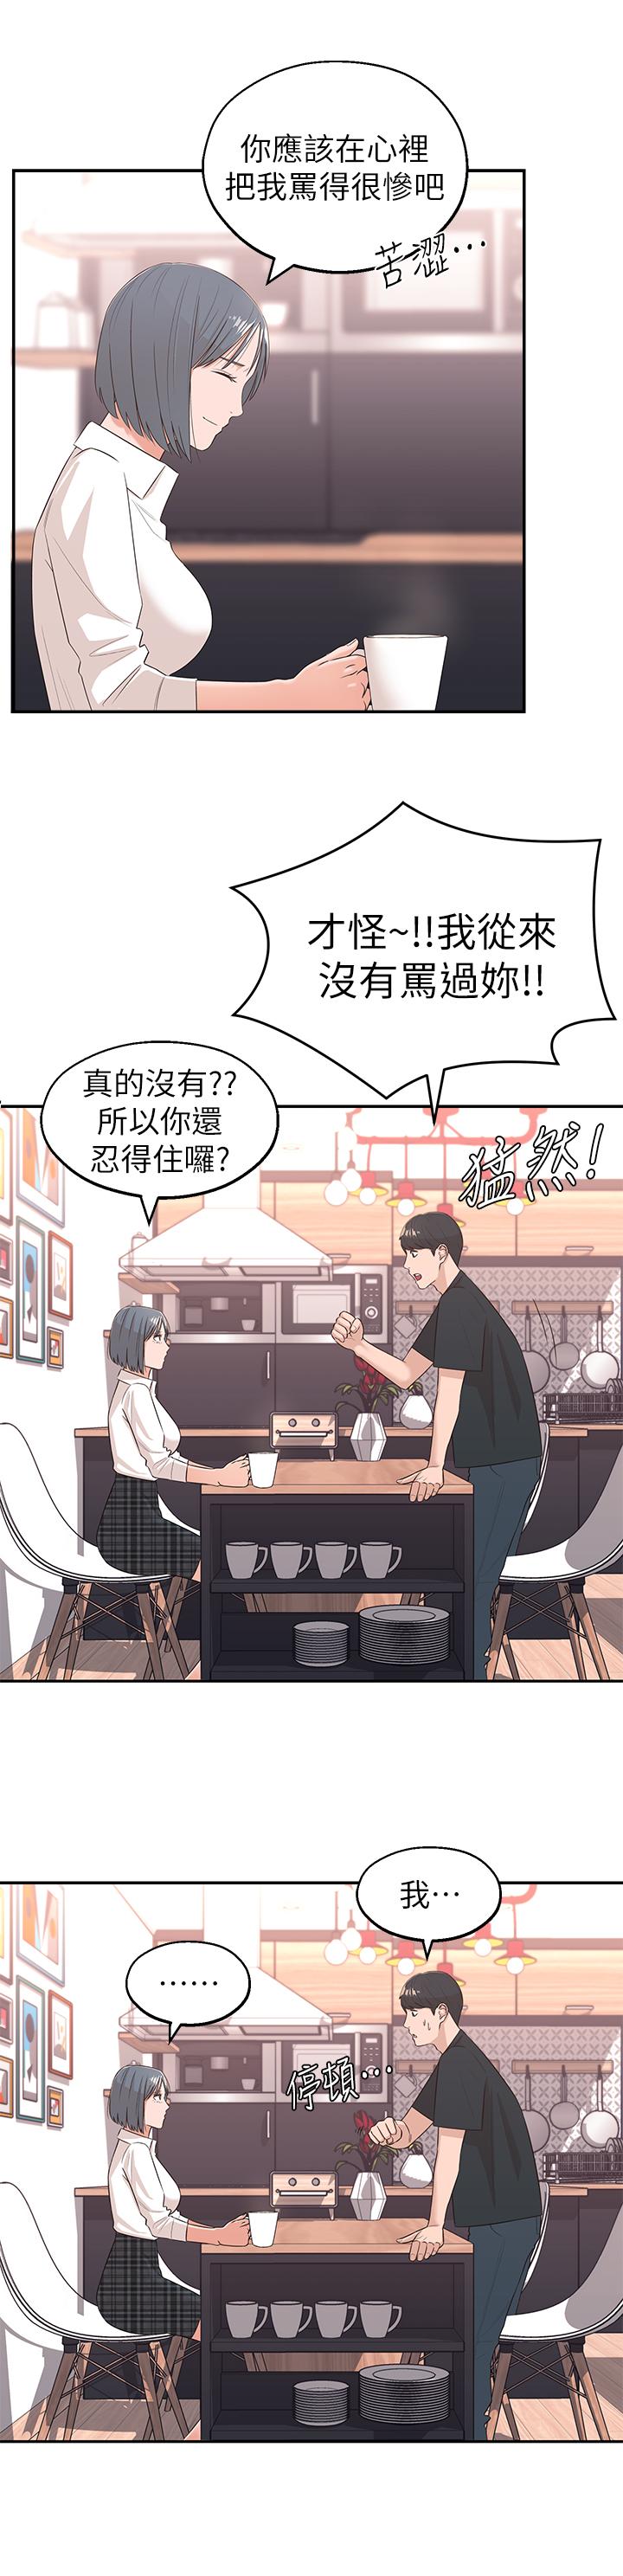 你應該在心裡
把我罵得很慘吧
苦澀…
才怪~!!我從來
沒有罵過妳!!
真的沒有??
所以你還
忍得住囉?
猛然!
我…
……
停頓…